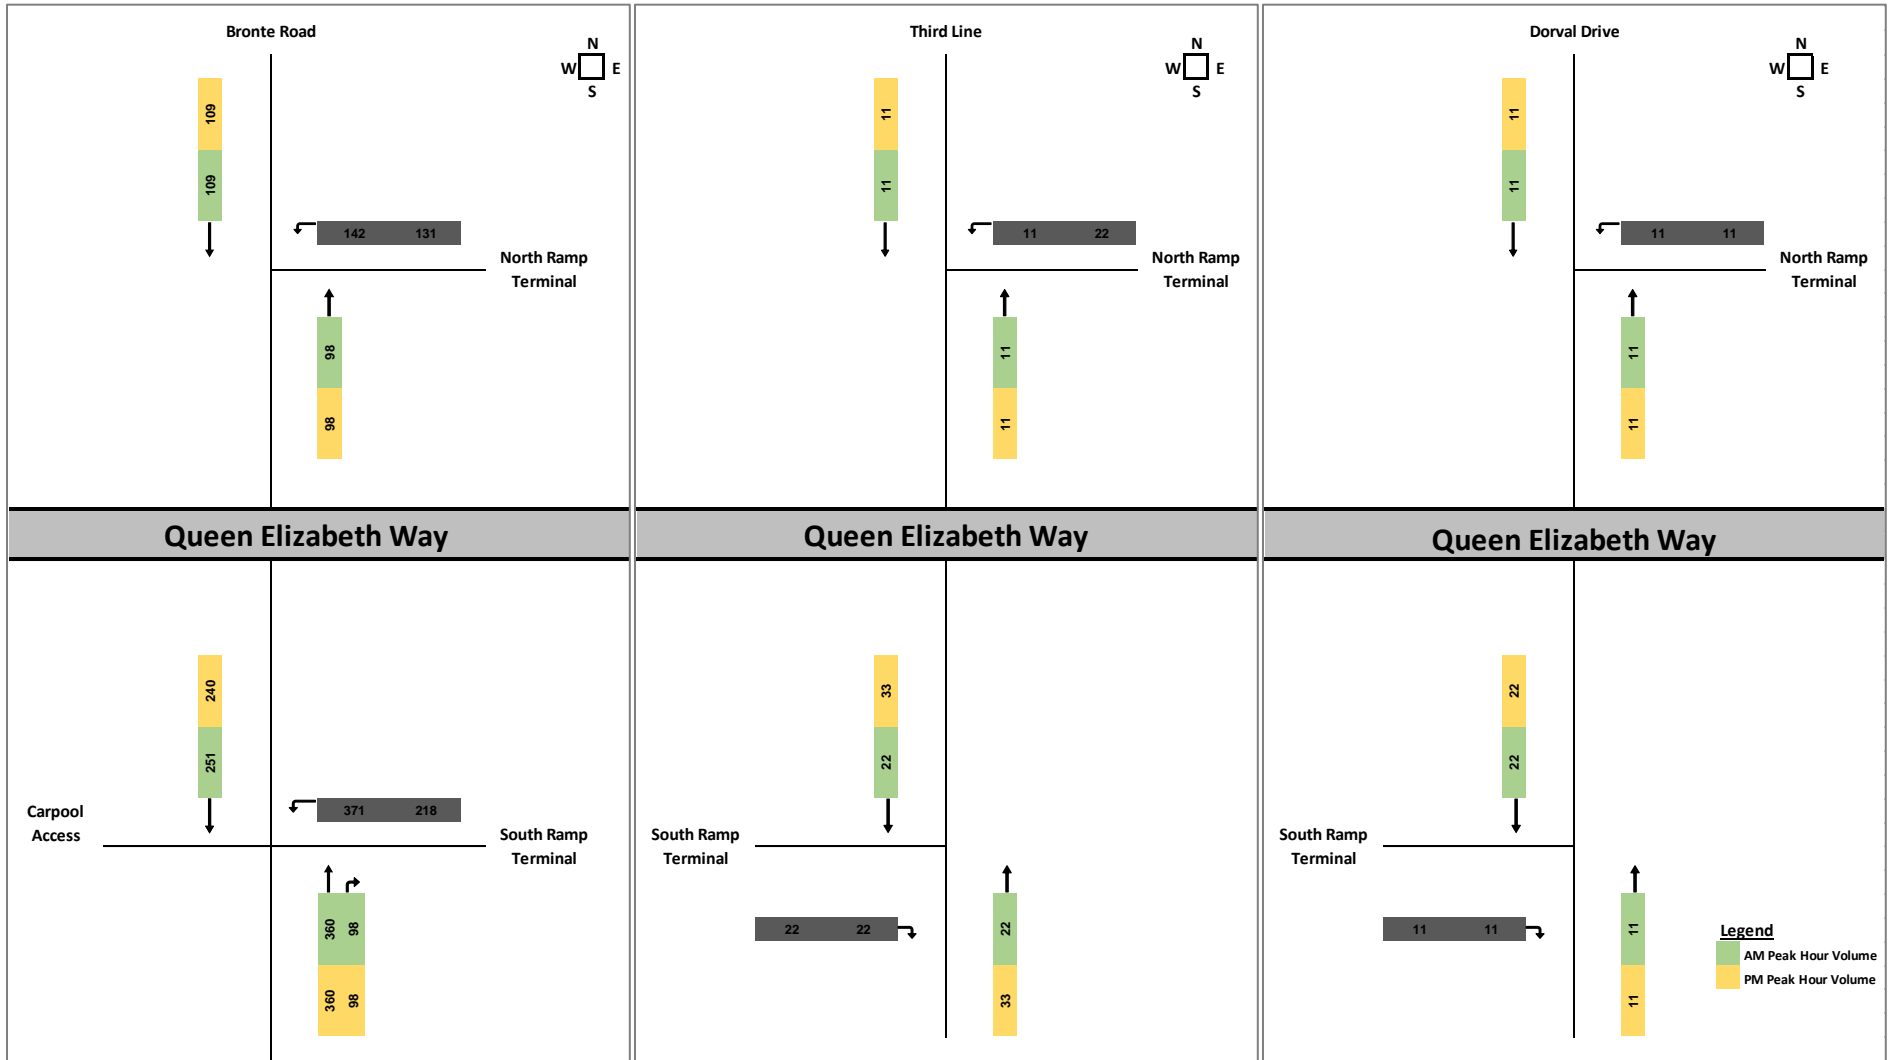 Bronte Road
N
W E
S
109
109
142 131
North Ramp
Terminal
98
98
Third Line
N
W E
S
11
11
11 22
North Ramp
Terminal
11
11
Dorval Drive
N
W E
S
11
11
11 11
North Ramp
Terminal
11
11
Queen Elizabeth Way
Queen Elizabeth Way
Queen Elizabeth Way
240
251
Carpool
Access
371 218
South Ramp
Terminal
360 98
360 98
33
22
South Ramp
Terminal
22 22
22
33
22
22
South Ramp
Terminal
11 11
11
11
Legend
AM Peak Hour Volume
PM Peak Hour Volume